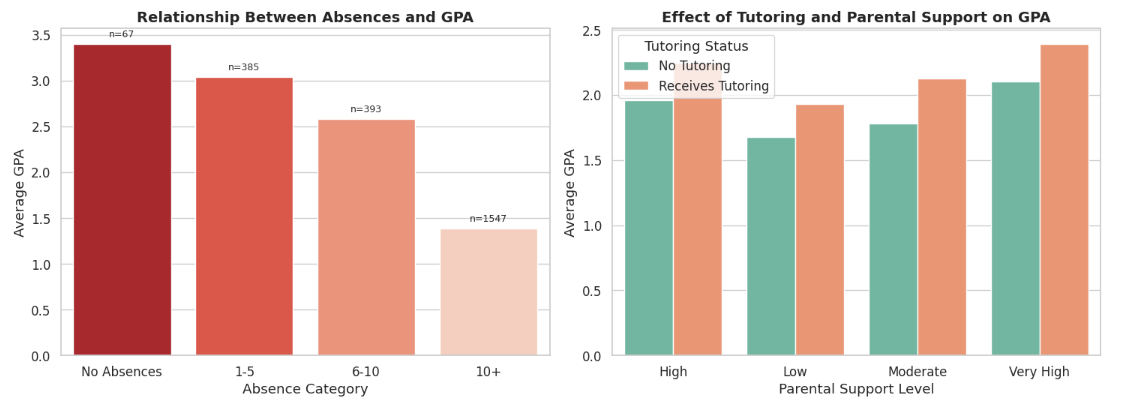 Relationship Between Absences and GPA
3.5
3.0
2.5
2.0
1.5
1.0
0.5
0.0
Average GPA
n=67
n=385
n=393
n=1547
No Absences
1-5
6-10
10+
Absence Category
Effect of Tutoring and Parental Support on GPA
2.5
2.0
1.5
1.0
0.5
0.0
Average GPA
Tutoring Status
No Tutoring
Receives Tutoring
High
Low
Moderate
Very High
Parental Support Level